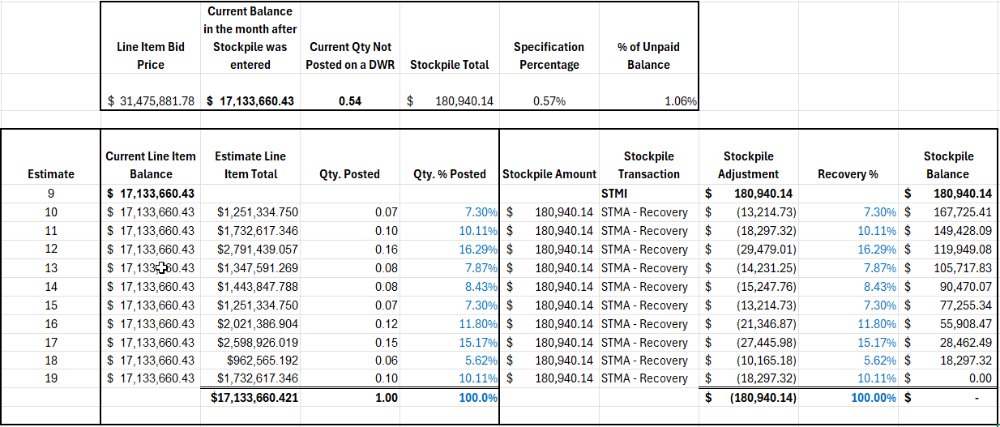 Line Item Bid Price | Current Balance in the month after Stockpile was entered | Current Qty Not Posted on a DWR | Stockpile Total | Specification Percentage | % of Unpaid Balance
$ 31,475,881.78 | $ 17,133,660.43 | 0.54 | $ 180,940.14 | 0.57% | 1.06%
Estimate | Current Line Item Balance | Estimate Line Item Total | Qty. Posted | Qty. % Posted | Stockpile Amount | Stockpile Transaction | Stockpile Adjustment | Recovery % | Stockpile Balance
9 | $ 17,133,660.43 | STMI | $ 180,940.14 | $ 180,940.14
10 | $ 17,133,660.43 | $1,251,334.750 | 0.07 | 7.30% | $ 180,940.14 | STMA - Recovery | $ (13,214.73) | 7.30% | $ 167,725.41
11 | $ 17,133,660.43 | $1,732,617.346 | 0.10 | 10.11% | $ 180,940.14 | STMA - Recovery | $ (18,297.32) | 10.11% | $ 149,428.09
12 | $ 17,133,660.43 | $2,791,439.057 | 0.16 | 16.29% | $ 180,940.14 | STMA - Recovery | $ (29,479.01) | 16.29% | $ 119,949.08
13 | $ 17,133,660.43 | $1,347,591.269 | 0.08 | 7.87% | $ 180,940.14 | STMA - Recovery | $ (14,231.25) | 7.87% | $ 105,717.83
14 | $ 17,133,660.43 | $1,443,847.788 | 0.08 | 8.43% | $ 180,940.14 | STMA - Recovery | $ (15,247.76) | 8.43% | $ 90,470.07
15 | $ 17,133,660.43 | $1,251,334.750 | 0.07 | 7.30% | $ 180,940.14 | STMA - Recovery | $ (13,214.73) | 7.30% | $ 77,255.34
16 | $ 17,133,660.43 | $2,021,386.904 | 0.12 | 11.80% | $ 180,940.14 | STMA - Recovery | $ (21,346.87) | 11.80% | $ 55,908.47
17 | $ 17,133,660.43 | $2,598,926.019 | 0.15 | 15.17% | $ 180,940.14 | STMA - Recovery | $ (27,445.98) | 15.17% | $ 28,462.49
18 | $ 17,133,660.43 | $962,565.192 | 0.06 | 5.62% | $ 180,940.14 | STMA - Recovery | $ (10,165.18) | 5.62% | $ 18,297.32
19 | $ 17,133,660.43 | $1,732,617.346 | 0.10 | 10.11% | $ 180,940.14 | STMA - Recovery | $ (18,297.32) | 10.11% | $ 0.00
$17,133,660.421 | 1.00 | 100.0% | $ (180,940.14) | 100.00% | $ -